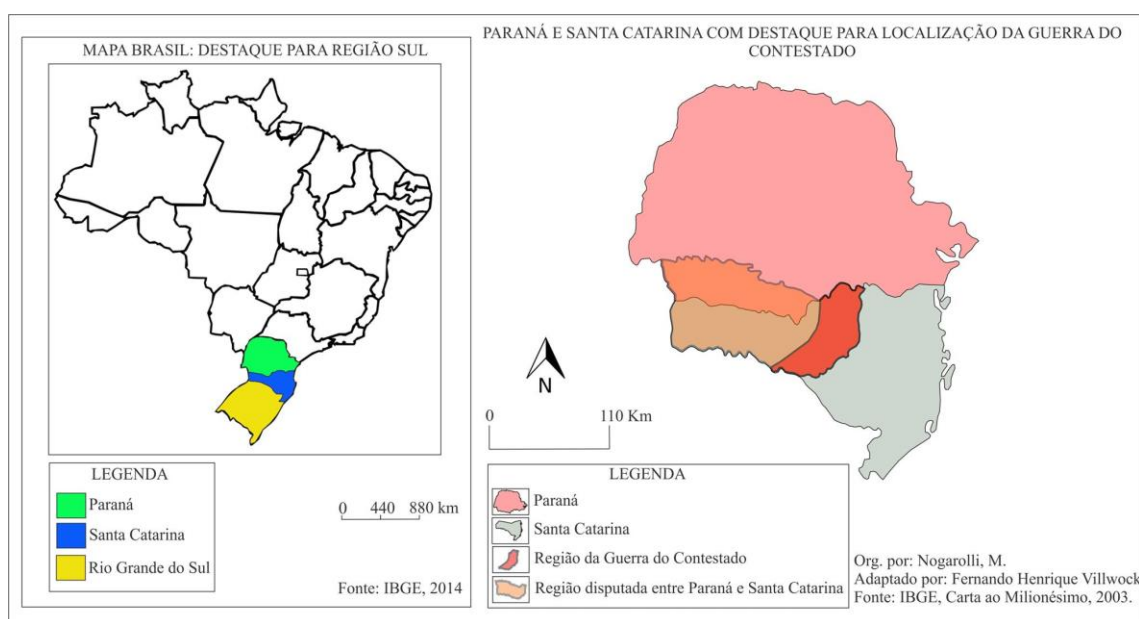 MAPA BRASIL: DESTAQUE PARA REGIÃO SUL
LEGENDA
Paraná
Santa Catarina
Rio Grande do Sul
0 440 880 km
Fonte: IBGE, 2014
PARANÁ E SANTA CATARINA COM DESTAQUE PARA LOCALIZAÇÃO DA GUERRA DO
CONTESTADO
N
0 110 Km
LEGENDA
Paraná
Santa Catarina
Região da Guerra do Contestado
Região disputada entre Paraná e Santa Catarina
Org. por: Nogarolli, M.
Adaptado por: Fernando Henrique Villwock
Fonte: IBGE, Carta ao Milionésimo, 2003.